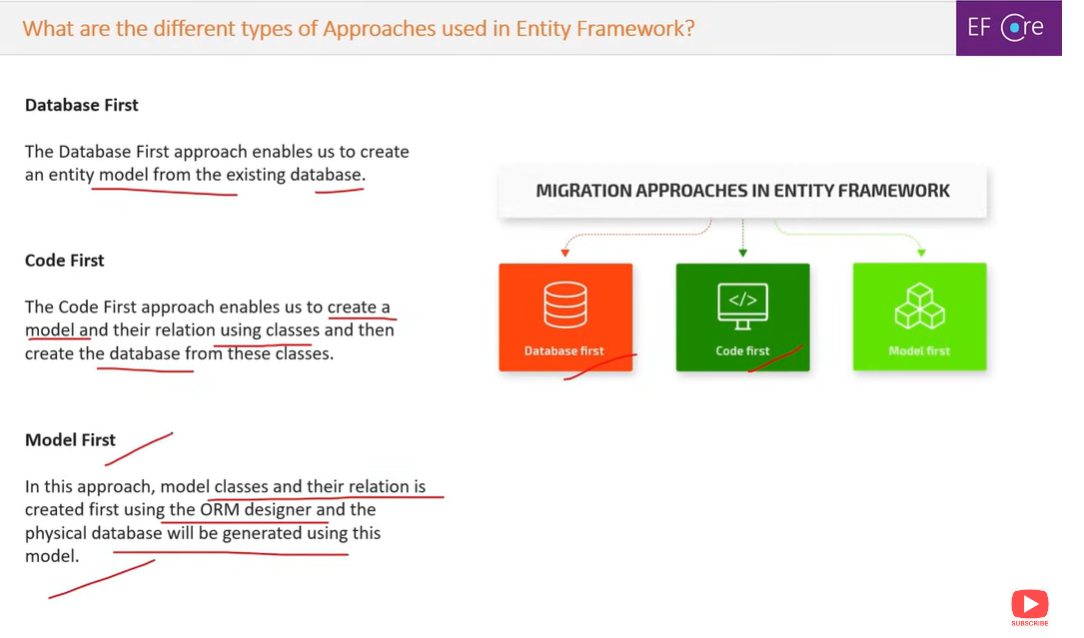 What are the different types of Approaches used in Entity Framework?
EF Core
Database First
The Database First approach enables us to create
an entity model from the existing database.
MIGRATION APPROACHES IN ENTITY FRAMEWORK
Code First
The Code First approach enables us to create a
model and their relation using classes and then
create the database from these classes.
</>
Database first
Code first
Model first
Model First
In this approach, model classes and their relation is
created first using the ORM designer and the
physical database will be generated using this
model.
SUBSCRIBE